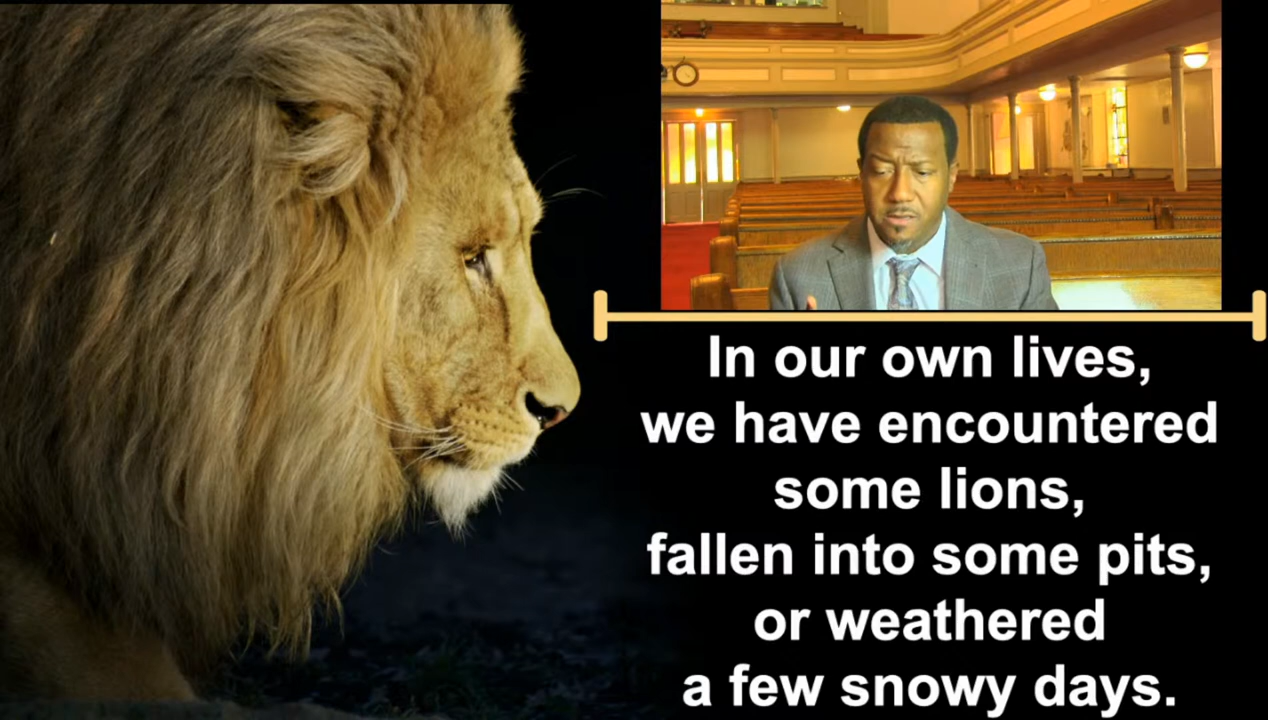 In our own lives,
we have encountered
some lions,
fallen into some pits,
or weathered
a few snowy days.